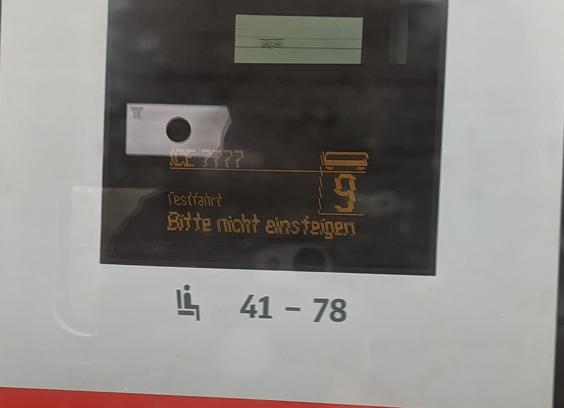 ICE 7777
9
Testfahrt
Bitte nicht einsteigen
41 - 78